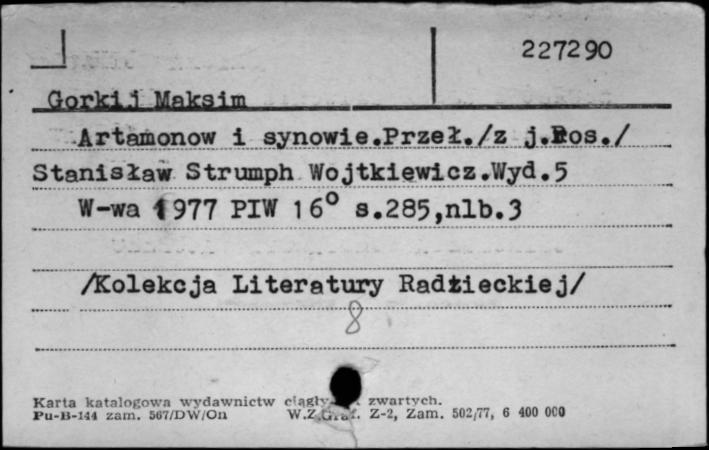 227290
Gorkij Maksim
Artamonow i synowie.Przeł./z j.Ros./
Stanisław Strumph Wojtkiewicz.Wyd.5
W-wa 1977 PIW 16° s.285,nlb.3
/Kolekcja Literatury Radzieckiej/
8
Karta katalogowa wydawnictw zwartych.
Pu-B-144 zam. 567/DW/On W.Z.Graf. Z-2, Zam. 502/77, 6 400 000